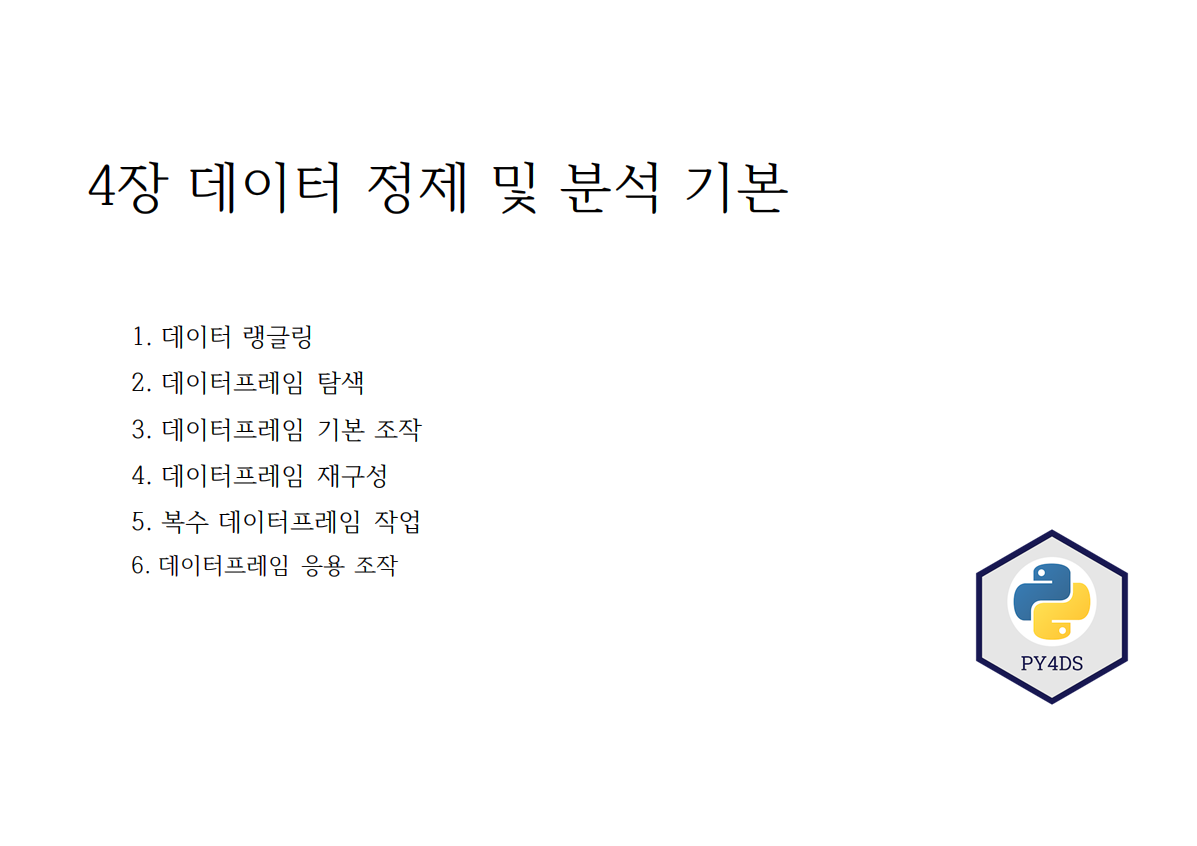 4장 데이터 정제 및 분석 기본
1. 데이터 랭글링
2. 데이터프레임 탐색
3. 데이터프레임 기본 조작
4. 데이터프레임 재구성
5. 복수 데이터프레임 작업
6. 데이터프레임 응용 조작
PY4DS